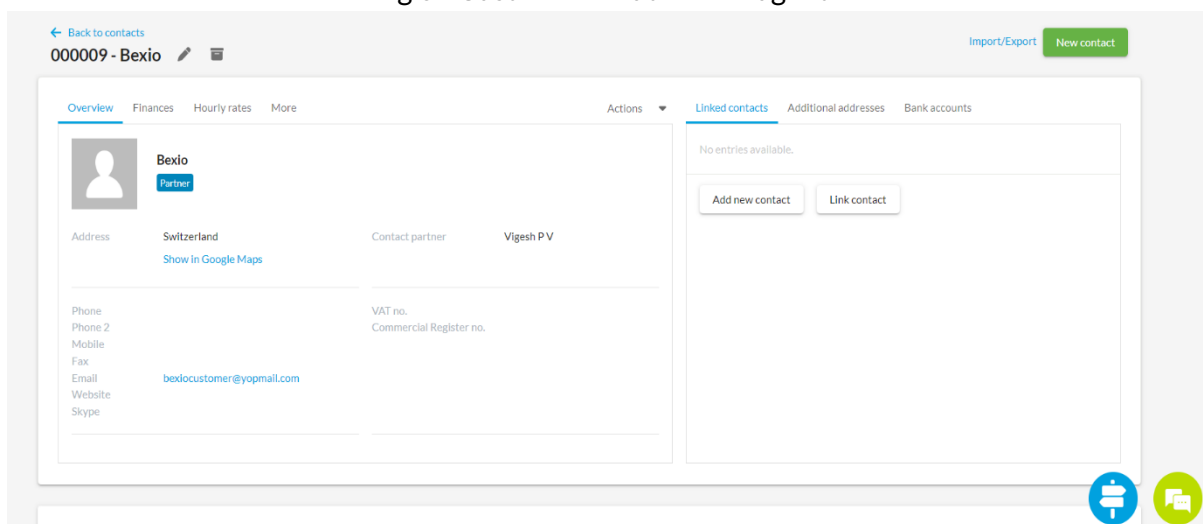 Back to contacts
000009 - Bexio
Import/Export
New contact
Overview Finances Hourly rates More Actions
Linked contacts Additional addresses Bank accounts
Bexio
Partner
No entries available.
Add new contact Link contact
Address Switzerland
Show in Google Maps
Contact partner Vigesh P V
Phone
Phone 2
Mobile
Fax
Email bexiocustomer@yopmail.com
Website
Skype
VAT no.
Commercial Register no.